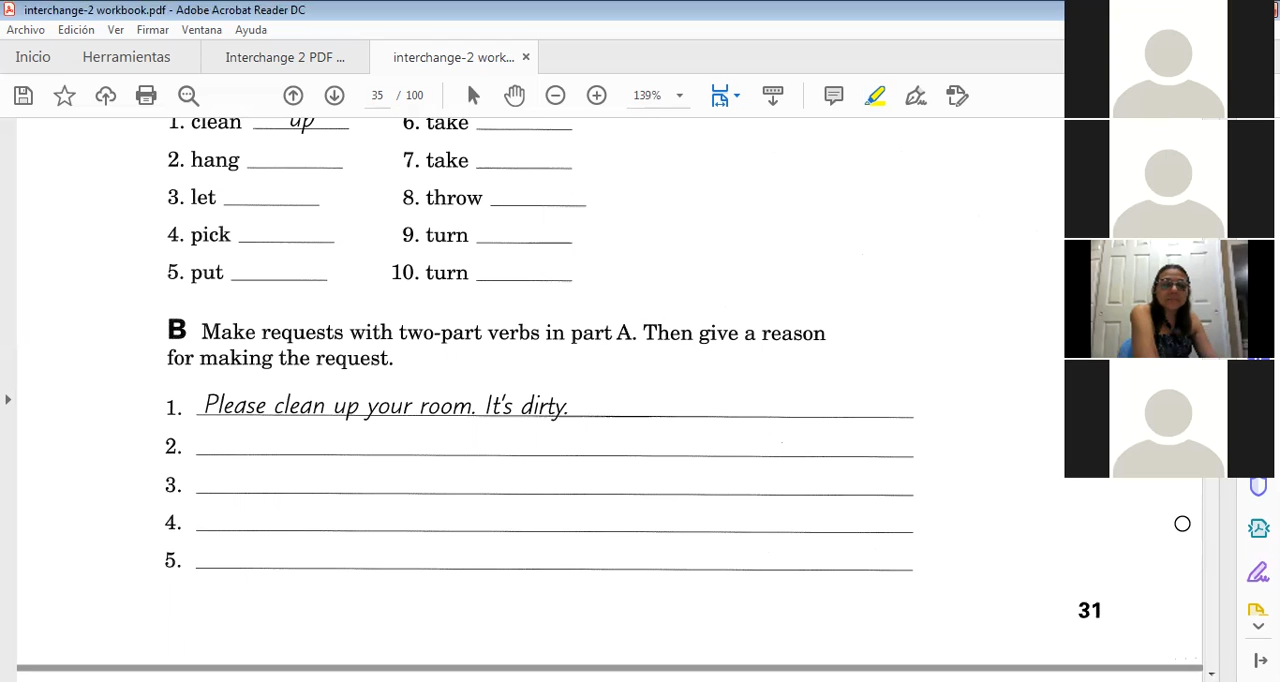 interchange-2 workbook.pdf - Adobe Acrobat Reader DC
Archivo Edición Ver Firmar Ventana Ayuda
Inicio Herramientas Interchange 2 PDF ... interchange-2 work... ×
35 / 100 139%
1. clean up 6. take
2. hang 7. take
3. let 8. throw
4. pick 9. turn
5. put 10. turn
B Make requests with two-part verbs in part A. Then give a reason
for making the request.
1. Please clean up your room. It's dirty.
2.
3.
4.
5.
31